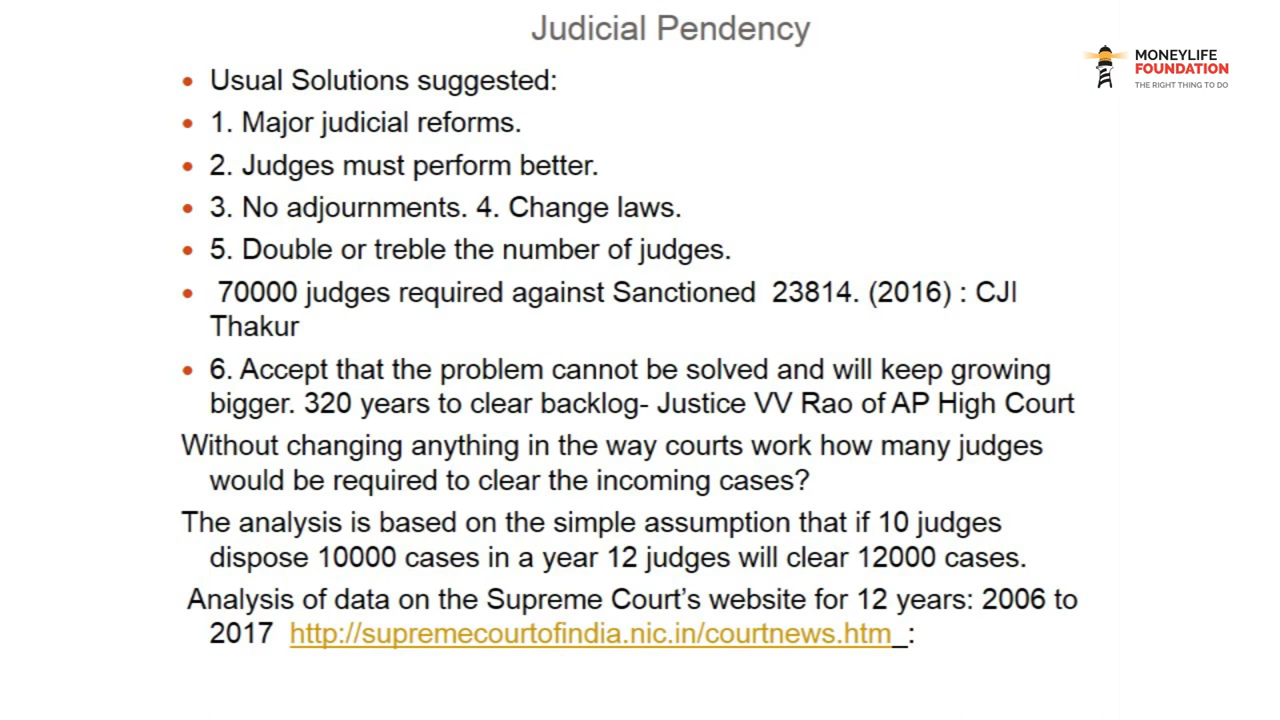 Judicial Pendency
MONEYLIFE
FOUNDATION
THE RIGHT THING TO DO
• Usual Solutions suggested:
• 1. Major judicial reforms.
• 2. Judges must perform better.
• 3. No adjournments. 4. Change laws.
• 5. Double or treble the number of judges.
• 70000 judges required against Sanctioned 23814. (2016) : CJI
Thakur
• 6. Accept that the problem cannot be solved and will keep growing
bigger. 320 years to clear backlog- Justice VV Rao of AP High Court
Without changing anything in the way courts work how many judges
would be required to clear the incoming cases?
The analysis is based on the simple assumption that if 10 judges
dispose 10000 cases in a year 12 judges will clear 12000 cases.
Analysis of data on the Supreme Court's website for 12 years: 2006 to
2017 http://supremecourtofindia.nic.in/courtnews.htm_: